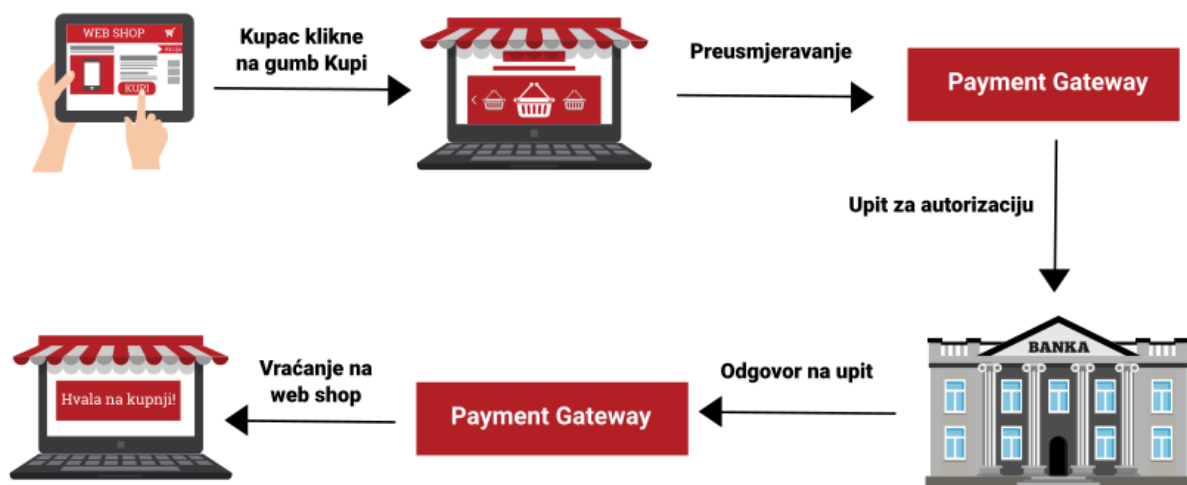 WEB SHOP
KUPI
Kupac klikne
na gumb Kupi
Preusmjeravanje
Payment Gateway
Upit za autorizaciju
BANKA
Odgovor na upit
Payment Gateway
Vraćanje na
web shop
Hvala na kupnji!